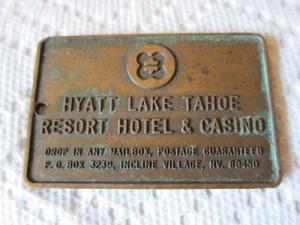 HYATT LAKE TAHOE
RESORT HOTEL & CASINO
DROP IN ANY MAILBOX, POSTAGE GUARANTEED
P. O. BOX 3239, INCLINE VILLAGE, NV. 89450